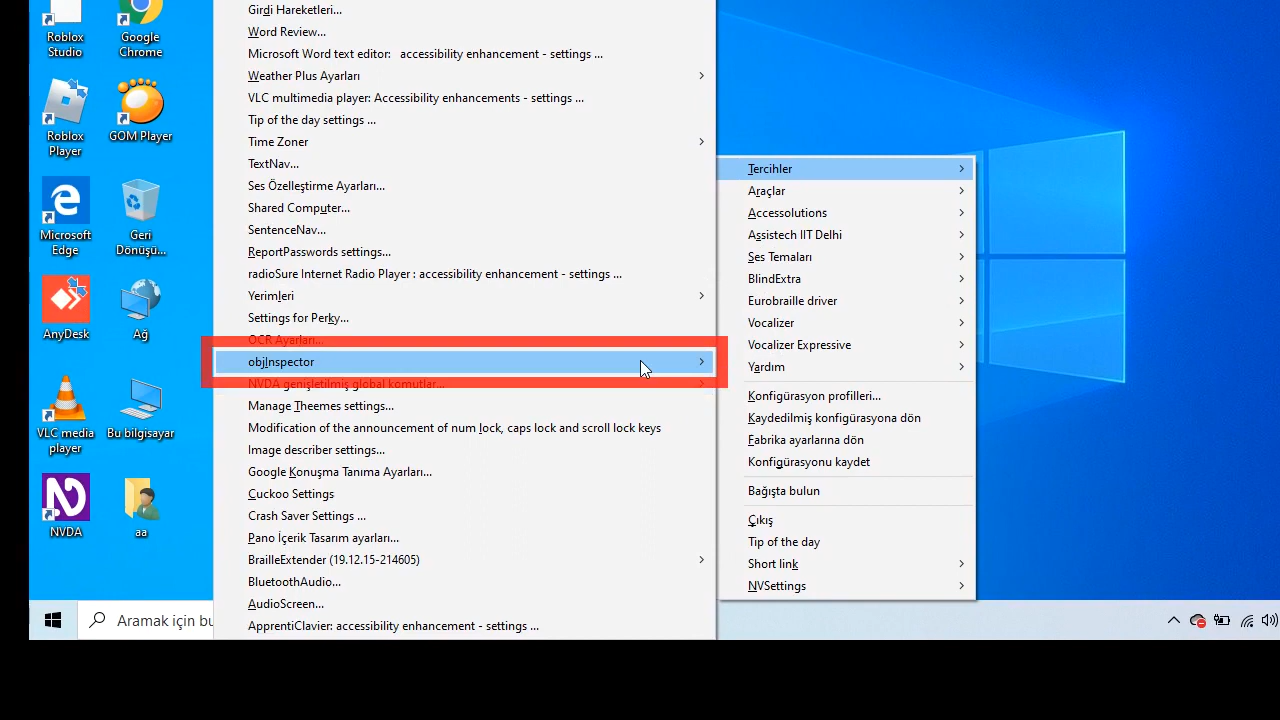 Roblox
Studio
Google
Chrome
Roblox
Player
GOM Player
Microsoft
Edge
Geri
Dönüşü...
AnyDesk
Ağ
VLC media
player
Bu bilgisayar
NVDA
aa
Girdi Hareketleri...
Word Review...
Microsoft Word text editor:   accessibility enhancement - settings ...
Weather Plus Ayarları
VLC multimedia player: Accessibility enhancements - settings ...
Tip of the day settings ...
Time Zoner
TextNav...
Ses Özelleştirme Ayarları...
Shared Computer...
SentenceNav...
ReportPasswords settings...
radioSure Internet Radio Player : accessibility enhancement - settings ...
Yerimleri
Settings for Perky...
OCR Ayarları...
objInspector
NVDA genişletilmiş global komutlar...
Manage Theemes settings...
Modification of the announcement of num lock, caps lock and scroll lock keys
Image describer settings...
Google Konuşma Tanıma Ayarları...
Cuckoo Settings
Crash Saver Settings ...
Pano İçerik Tasarım ayarları...
BrailleExtender (19.12.15-214605)
BluetoothAudio...
AudioScreen...
ApprentiClavier: accessibility enhancement - settings ...
Tercihler
Araçlar
Accessolutions
Assistech IIT Delhi
Ses Temaları
BlindExtra
Eurobraille driver
Vocalizer
Vocalizer Expressive
Yardım
Konfigürasyon profilleri...
Kaydedilmiş konfigürasyona dön
Fabrika ayarlarına dön
Konfigürasyonu kaydet
Bağışta bulun
Çıkış
Tip of the day
Short link
NVSettings
Aramak için bu